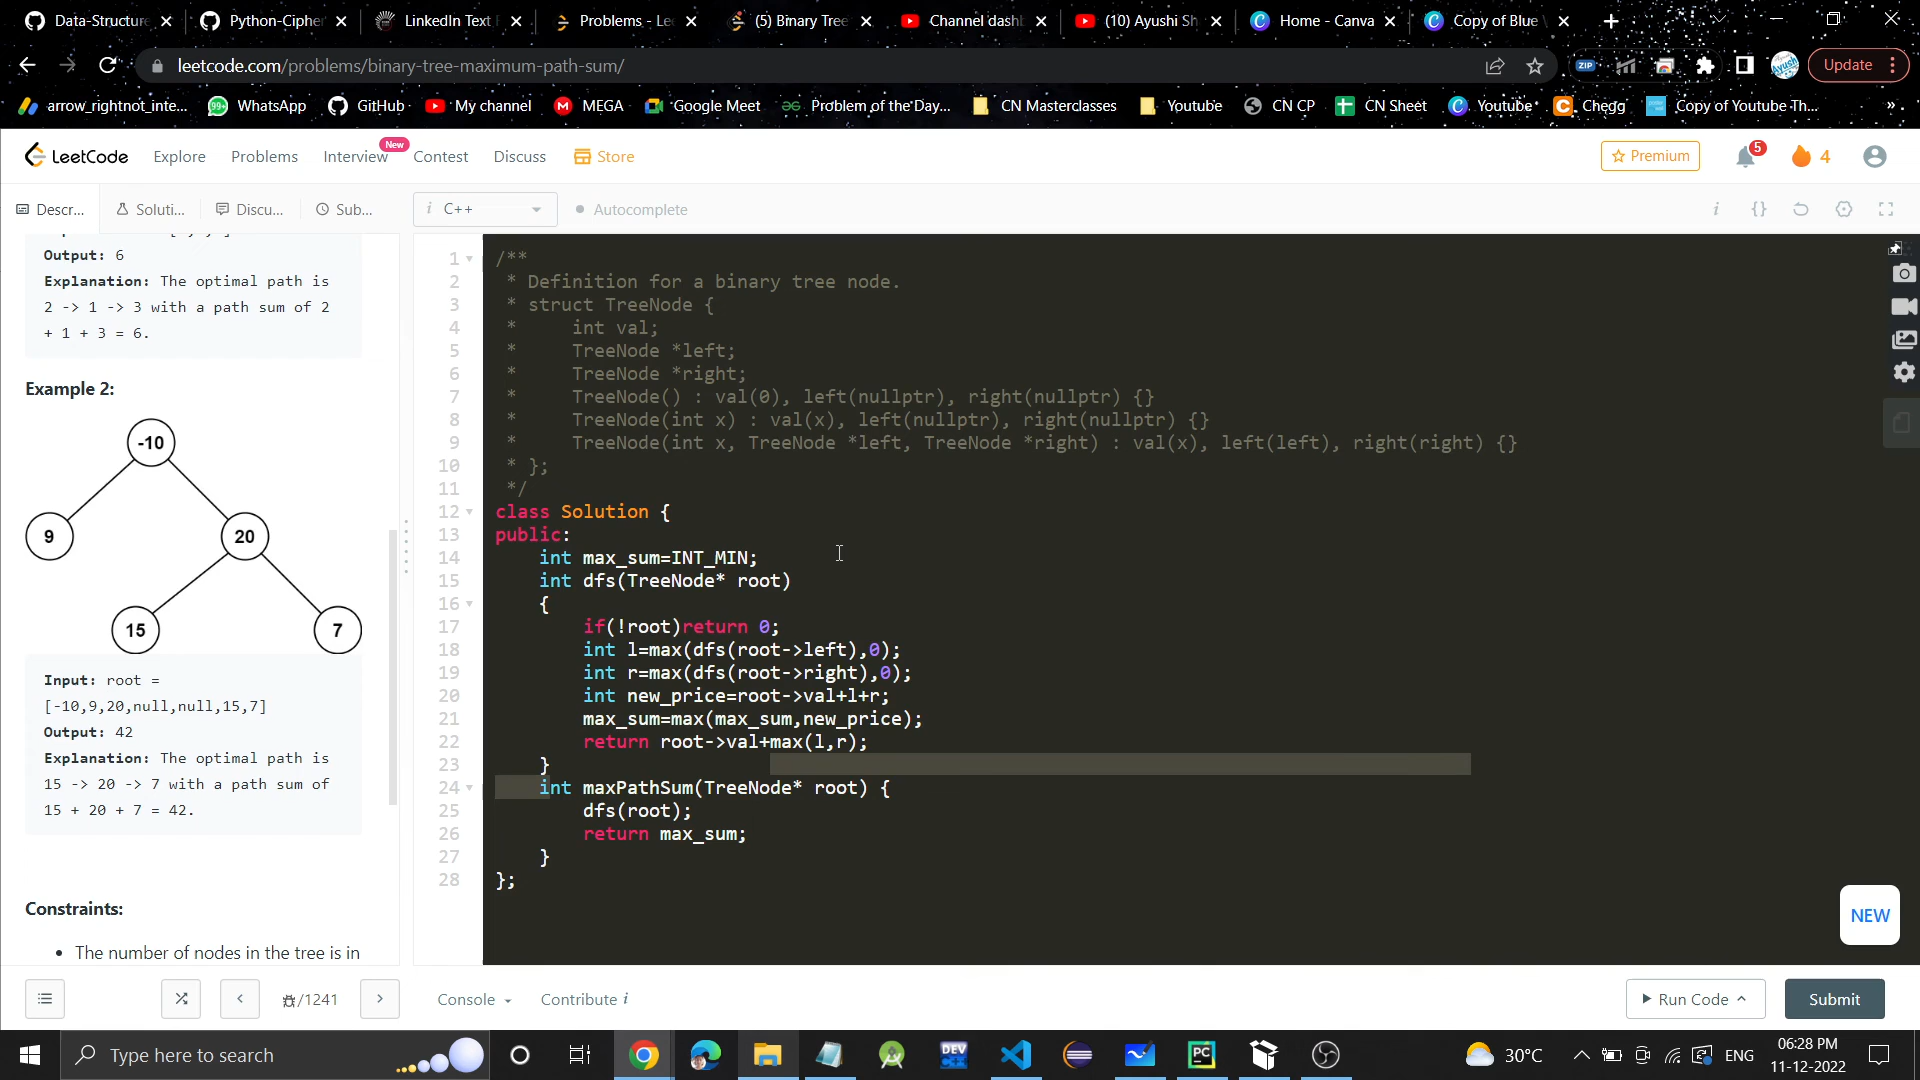 Data-Structure
Python-Cipher
LinkedIn Text
Problems - Le
(5) Binary Tree
Channel dash
(10) Ayushi Sh
Home - Canva
Copy of Blue
leetcode.com/problems/binary-tree-maximum-path-sum/
ZIP
Update
arrow_rightnot_inte...
99+
WhatsApp
GitHub
My channel
MEGA
Google Meet
Problem of the Day...
CN Masterclasses
Youtube
CN CP
CN Sheet
Youtube
Chegg
Copy of Youtube Th...
»
LeetCode
Explore
Problems
Interview
New
Contest
Discuss
Store
Premium
5
4
Descr...
Soluti...
Discu...
Sub...
i C++
Autocomplete
Output: 6
Explanation: The optimal path is
2 -> 1 -> 3 with a path sum of 2
+ 1 + 3 = 6.
Example 2:
-10
9
20
15
7
Input: root =
[-10,9,20,null,null,15,7]
Output: 42
Explanation: The optimal path is
15 -> 20 -> 7 with a path sum of
15 + 20 + 7 = 42.
Constraints:
• The number of nodes in the tree is in
1 /**
2 * Definition for a binary tree node.
3 * struct TreeNode {
4 *     int val;
5 *     TreeNode *left;
6 *     TreeNode *right;
7 *     TreeNode() : val(0), left(nullptr), right(nullptr) {}
8 *     TreeNode(int x) : val(x), left(nullptr), right(nullptr) {}
9 *     TreeNode(int x, TreeNode *left, TreeNode *right) : val(x), left(left), right(right) {}
10 * };
11 */
12 class Solution {
13 public:
14     int max_sum=INT_MIN;
15     int dfs(TreeNode* root)
16     {
17         if(!root)return 0;
18         int l=max(dfs(root->left),0);
19         int r=max(dfs(root->right),0);
20         int new_price=root->val+l+r;
21         max_sum=max(max_sum,new_price);
22         return root->val+max(l,r);
23     }
24     int maxPathSum(TreeNode* root) {
25         dfs(root);
26         return max_sum;
27     }
28 };
NEW
/1241
Console
Contribute i
Run Code
Submit
Type here to search
DEV
C++
PC
30°C
ENG
06:28 PM
11-12-2022